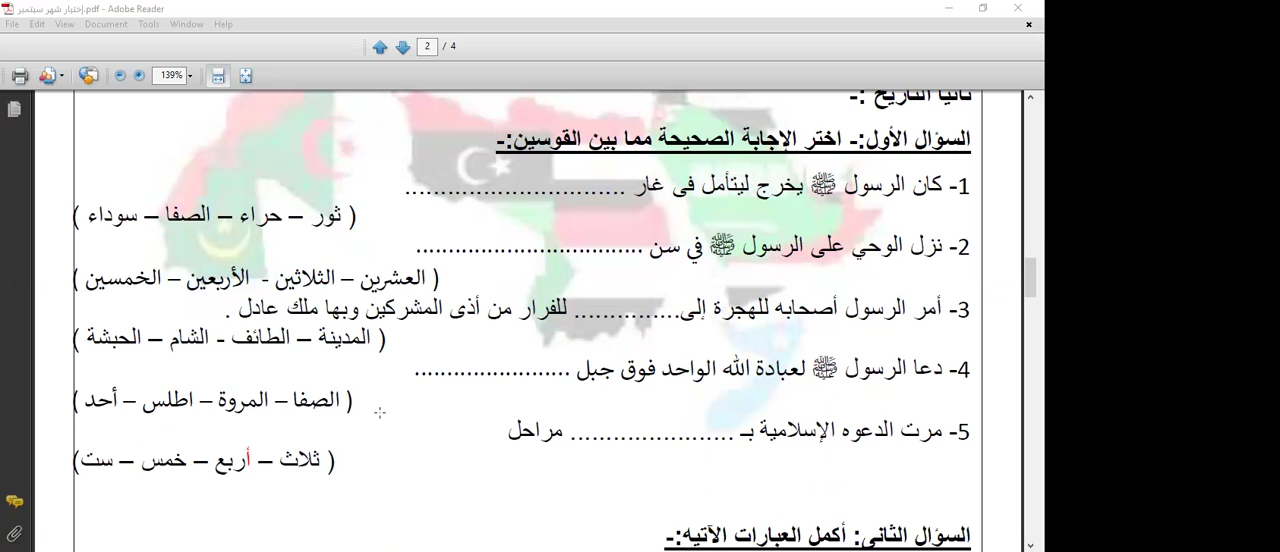 إختبار شهر سبتمبر.pdf - Adobe Reader
File Edit View Document Tools Window Help
2 / 4
139%
ثانيا التاريخ :-
السؤال الأول:- اختر الإجابة الصحيحة مما بين القوسين:-
1- كان الرسول ﷺ يخرج ليتأمل فى غار ...............................
( ثور – حراء – الصفا – سوداء )
2- نزل الوحي على الرسول ﷺ في سن ...................................
( العشرين – الثلاثين - الأربعين – الخمسين )
3- أمر الرسول أصحابه للهجرة إلى............... للفرار من أذى المشركين وبها ملك عادل .
( المدينة – الطائف - الشام – الحبشة )
4- دعا الرسول ﷺ لعبادة الله الواحد فوق جبل ......................
( الصفا – المروة – اطلس – أحد )
5- مرت الدعوه الإسلامية بـ ....................... مراحل
( ثلاث – أربع – خمس – ست)
السؤال الثانى: أكمل العبارات الآتيه:-